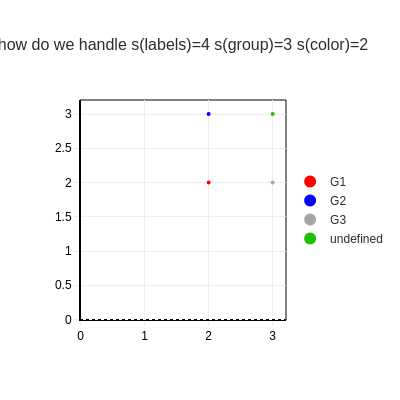 how do we handle s(labels)=4 s(group)=3 s(color)=2
3
2.5
2
1.5
1
0.5
0
0 1 2 3
G1
G2
G3
undefined